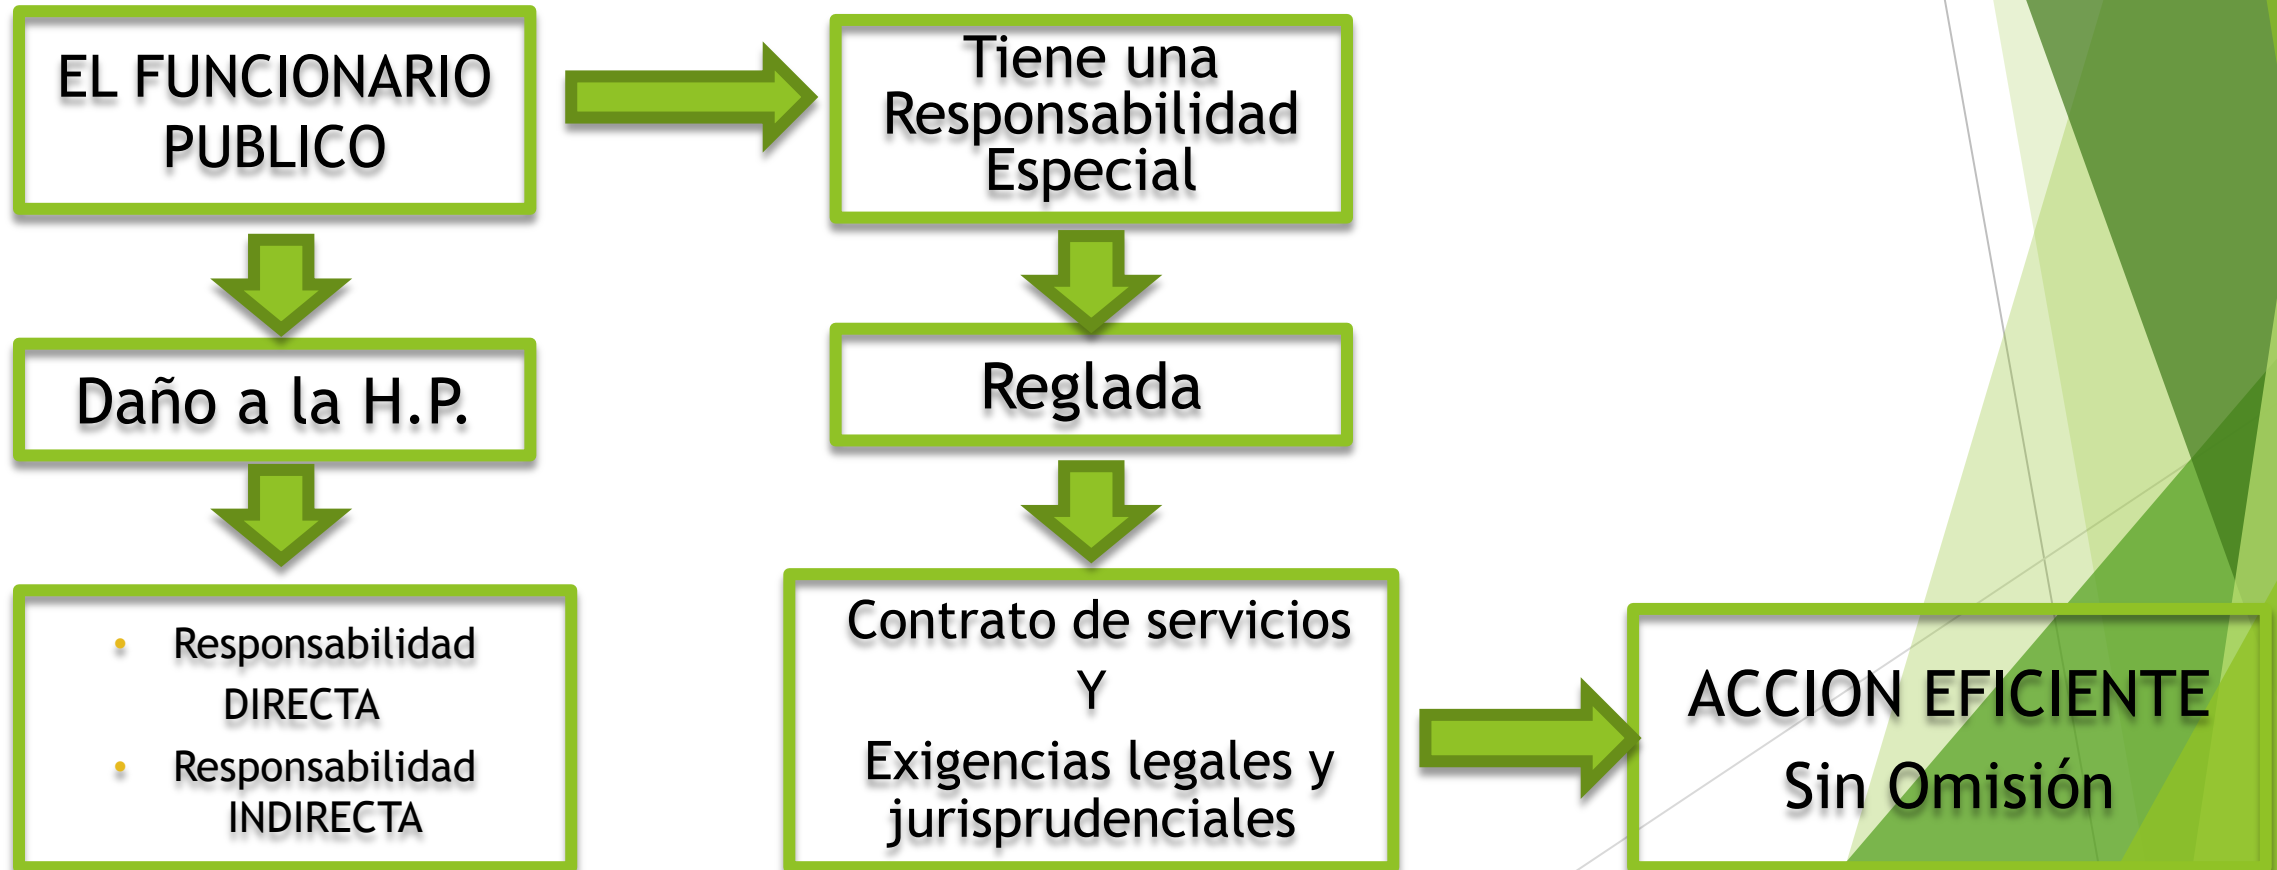 EL FUNCIONARIO
PUBLICO
Tiene una
Responsabilidad
Especial
Daño a la H.P.
Reglada
• Responsabilidad
DIRECTA
• Responsabilidad
INDIRECTA
Contrato de servicios
Y
Exigencias legales y
jurisprudenciales
ACCION EFICIENTE
Sin Omisión